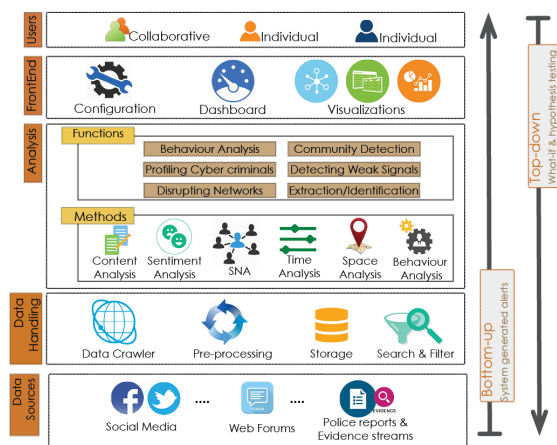 Users
Collaborative
Individual
Individual
FrontEnd
Configuration
Dashboard
Visualizations
Analysis
Functions
Behaviour Analysis
Community Detection
Profiling Cyber criminals
Detecting Weak Signals
Disrupting Networks
Extraction/Identification
Methods
Content
Analysis
Sentiment
Analysis
SNA
Time
Analysis
Space
Analysis
Behaviour
Analysis
Data
Handling
Data Crawler
Pre-processing
Storage
Search & Filter
Data
Sources
Social Media
....
FORUM
Web Forums
....
EVIDENCE
Police reports &
Evidence streams
Bottom-up
System generated alerts
Top-down
What-if & hypothesis testing